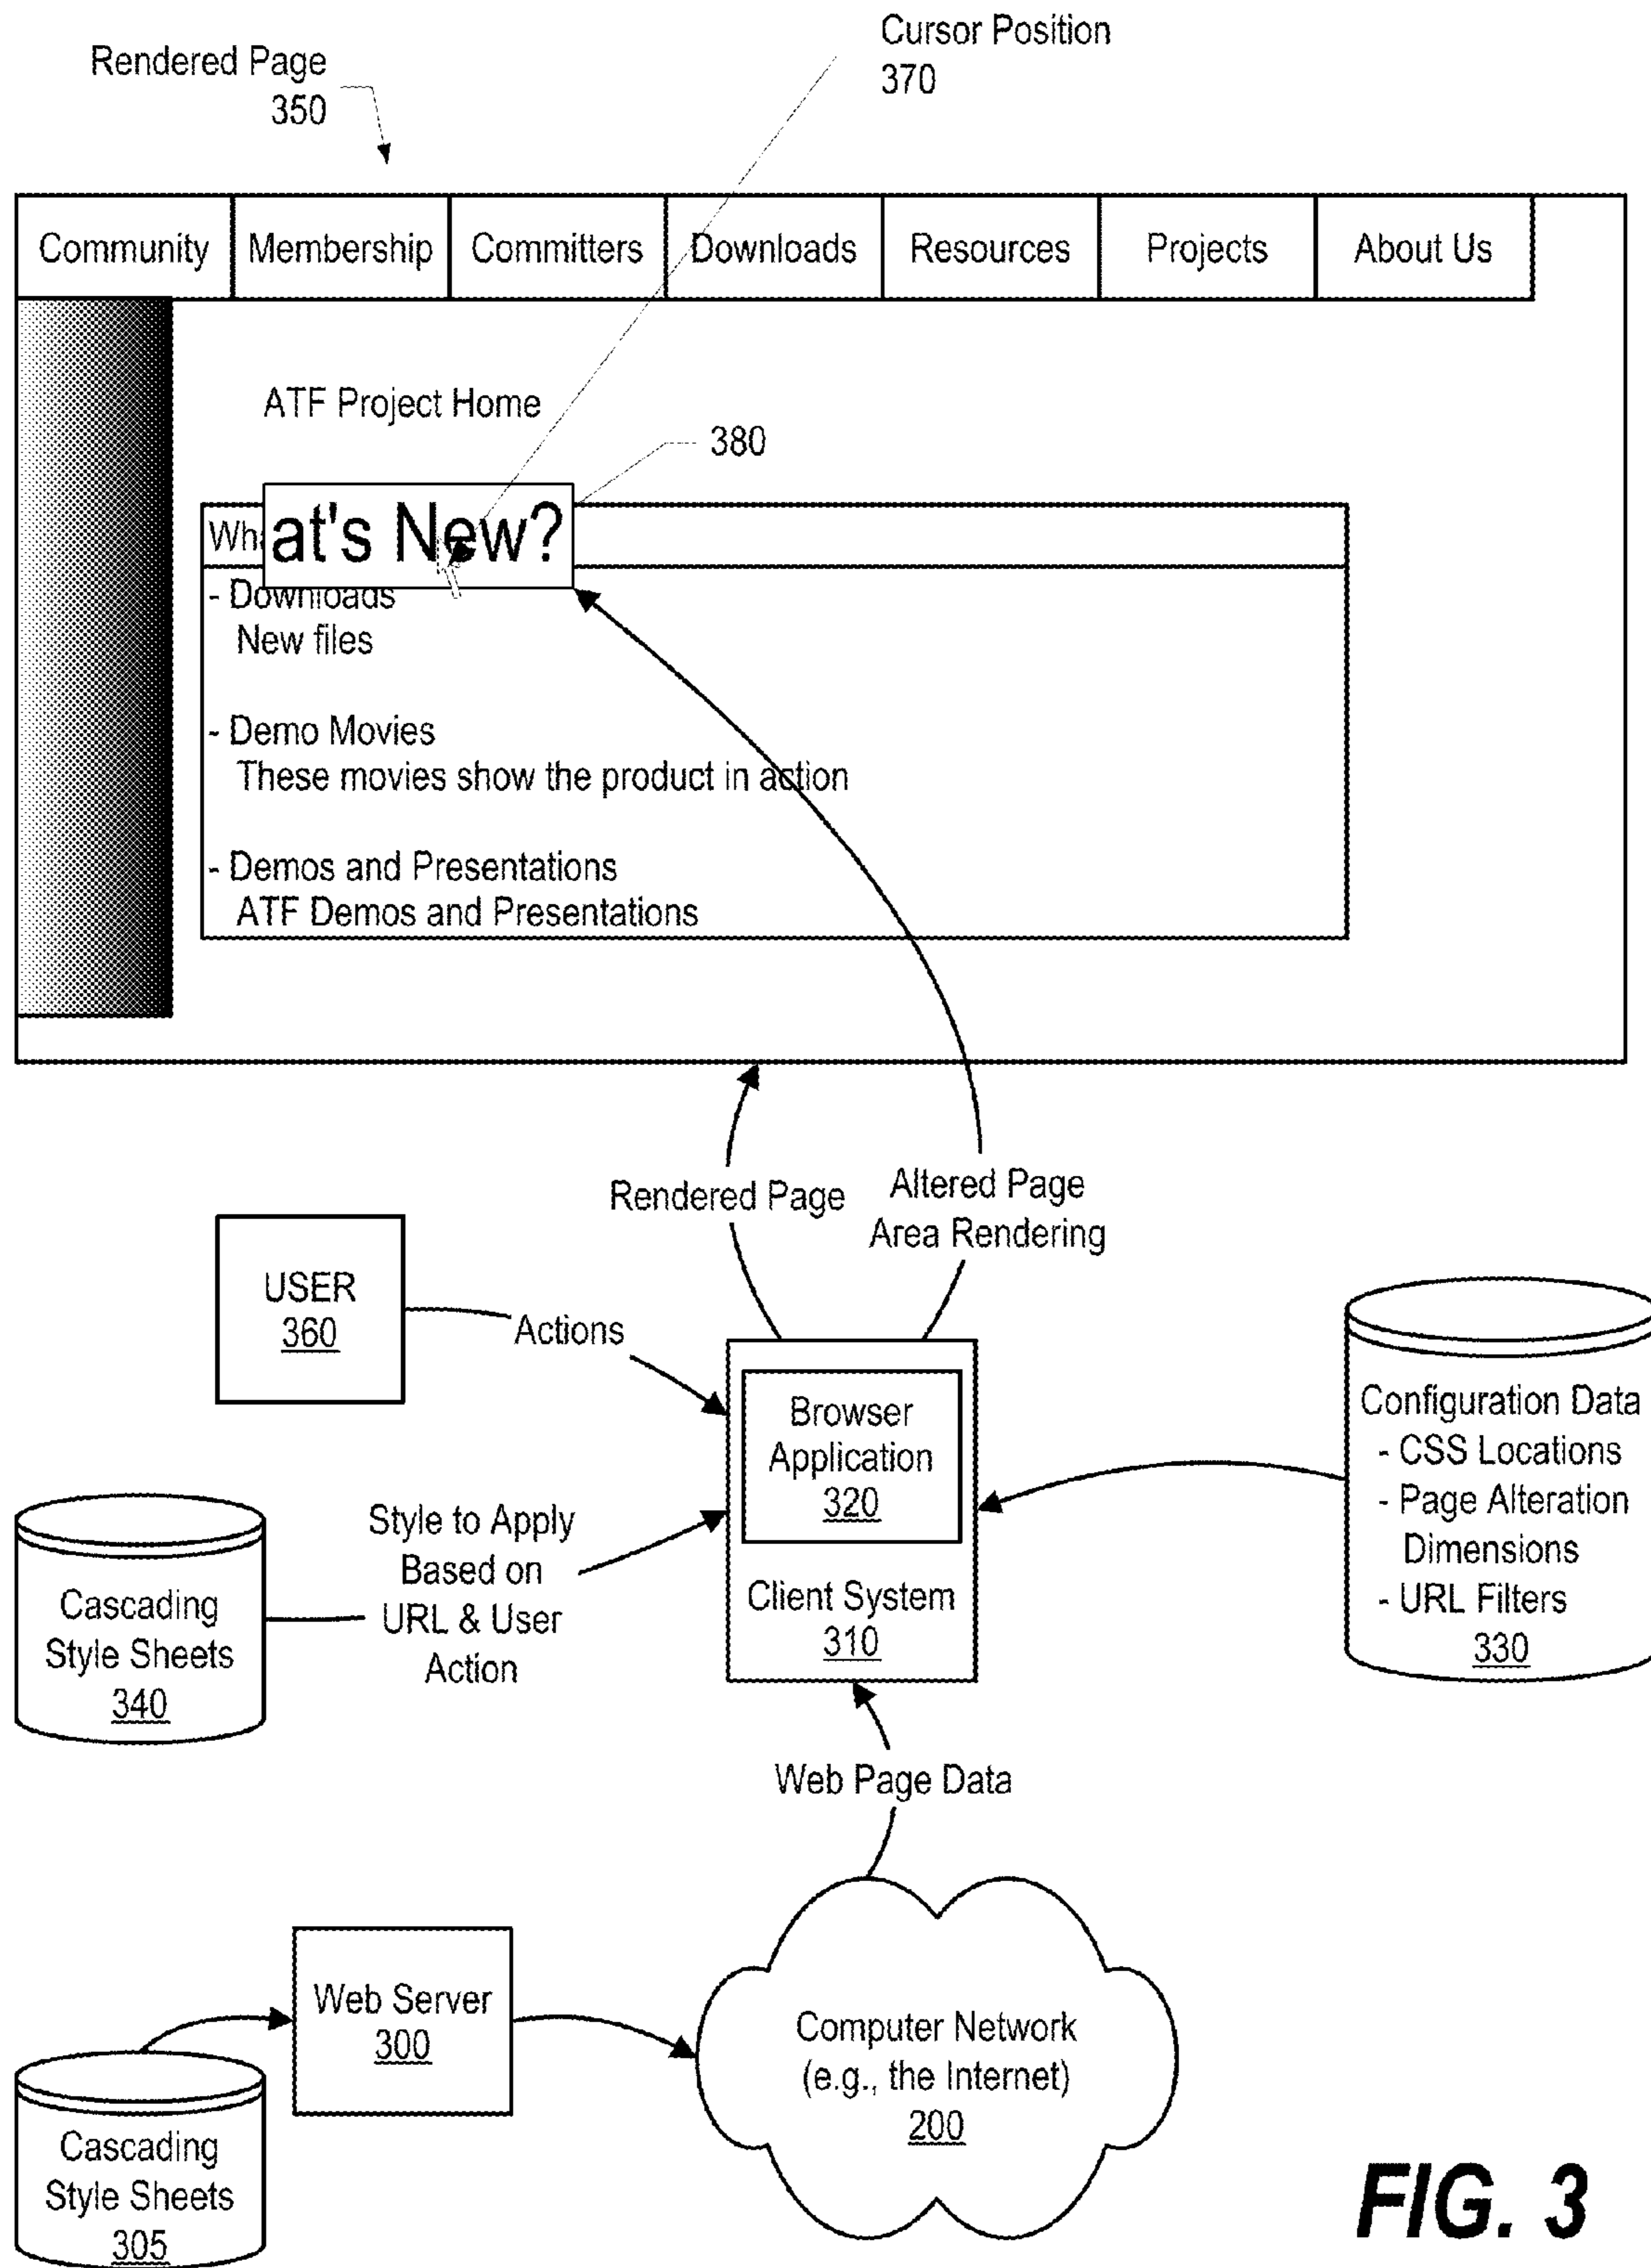 Cursor Position
370
Rendered Page
350
Community Membership Committers Downloads Resources Projects About Us
ATF Project Home
380
Wha
at's New?
- Downloads
New files
- Demo Movies
These movies show the product in action
- Demos and Presentations
ATF Demos and Presentations
Rendered Page
Altered Page
Area Rendering
USER
360
Actions
Browser
Application
320
Client System
310
Configuration Data
- CSS Locations
- Page Alteration
Dimensions
- URL Filters
330
Cascading
Style Sheets
340
Style to Apply
Based on
URL & User
Action
Web Page Data
Web Server
300
Computer Network
(e.g., the Internet)
200
Cascading
Style Sheets
305
FIG. 3